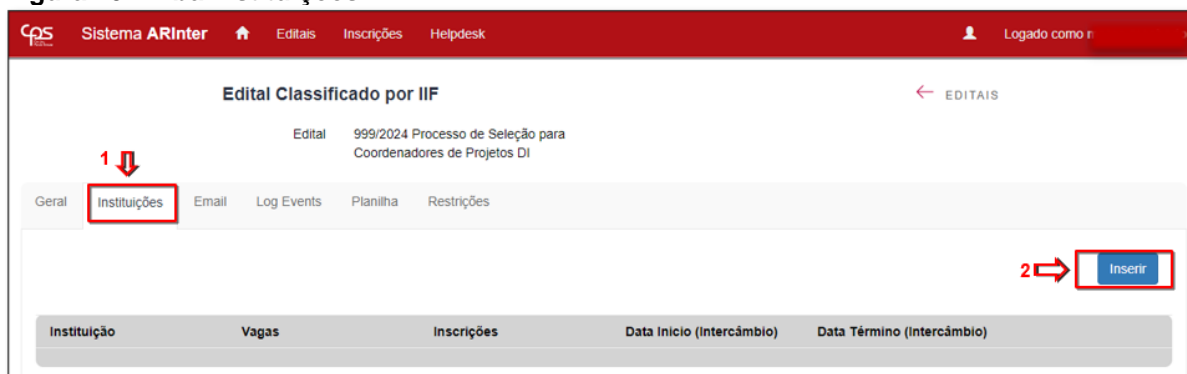 cps Sistema ARInter Editais Inscrições Helpdesk Logado como
Edital Classificado por IIF ← EDITAIS
Edital 999/2024 Processo de Seleção para
Coordenadores de Projetos DI
1
Geral Instituições Email Log Events Planilha Restrições
2 Inserir
Instituição Vagas Inscrições Data Inicio (Intercâmbio) Data Término (Intercâmbio)